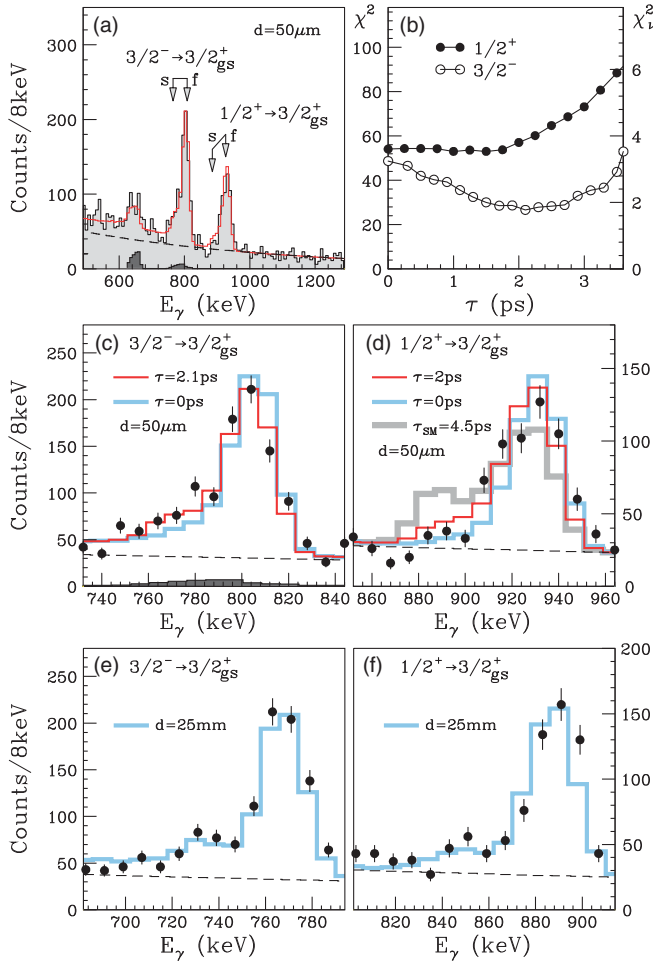 (a) d=50μm
3/2⁻→3/2⁺gs
s f
1/2⁺→3/2⁺gs
s f
Counts/8keV
300
200
100
0
600 800 1000 1200
Eγ (keV)
(b)
χ²
χ²ν
1/2⁺
3/2⁻
100
80
60
40
20
0
6
4
2
0
0 1 2 3
τ (ps)
(c) 3/2⁻→3/2⁺gs
τ=2.1ps
τ=0ps
d=50μm
Counts/8keV
250
200
150
100
50
0
740 760 780 800 820 840
Eγ (keV)
(d) 1/2⁺→3/2⁺gs
τ=2ps
τ=0ps
τSM=4.5ps
d=50μm
150
100
50
0
860 880 900 920 940 960
Eγ (keV)
(e) 3/2⁻→3/2⁺gs
d=25mm
Counts/8keV
250
200
150
100
50
0
700 720 740 760 780
Eγ (keV)
(f) 1/2⁺→3/2⁺gs
d=25mm
200
150
100
50
0
820 840 860 880 900
Eγ (keV)